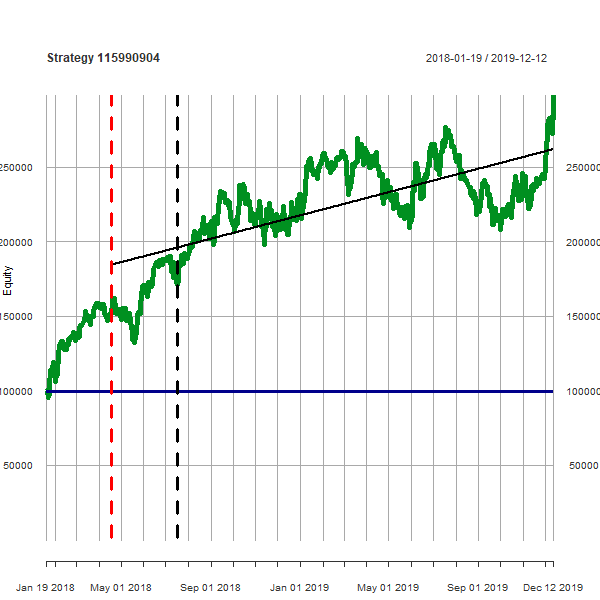 Strategy 115990904
2018-01-19 / 2019-12-12
250000
250000
200000
200000
Equity
150000
150000
100000
100000
50000
50000
Jan 19 2018
May 01 2018
Sep 01 2018
Jan 01 2019
May 01 2019
Sep 01 2019
Dec 12 2019